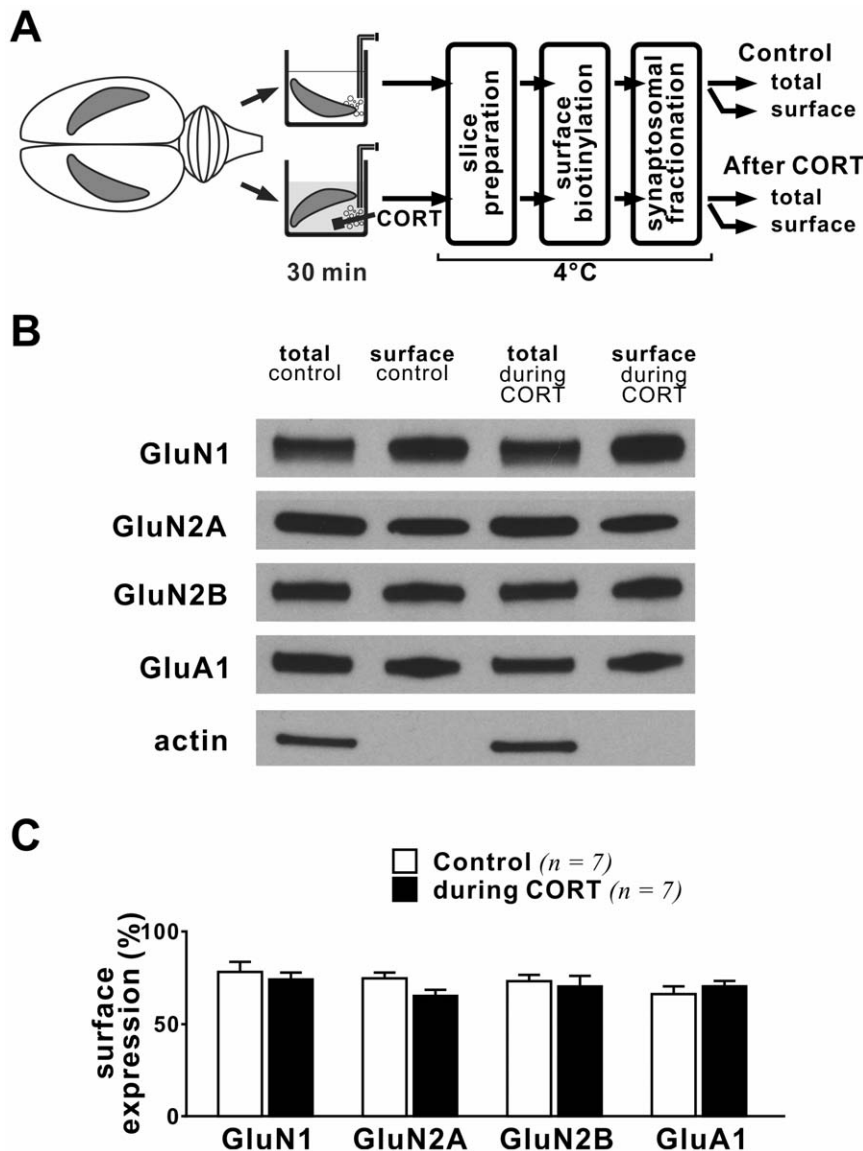 A
CORT
30 min
slice
preparation
surface
biotinylation
synaptosomal
fractionation
4°C
Control
total
surface
After CORT
total
surface
B
total
control
surface
control
total
during
CORT
surface
during
CORT
GluN1
GluN2A
GluN2B
GluA1
actin
C
Control (n = 7)
during CORT (n = 7)
surface
expression (%)
100
50
0
GluN1 GluN2A GluN2B GluA1